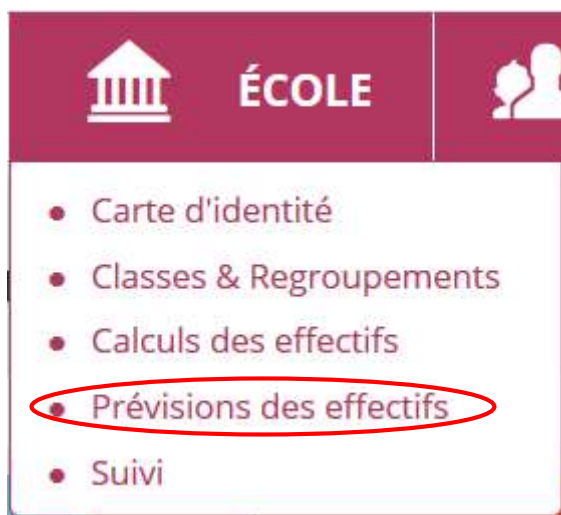 ÉCOLE
Carte d'identité
Classes & Regroupements
Calculs des effectifs
Prévisions des effectifs
Suivi